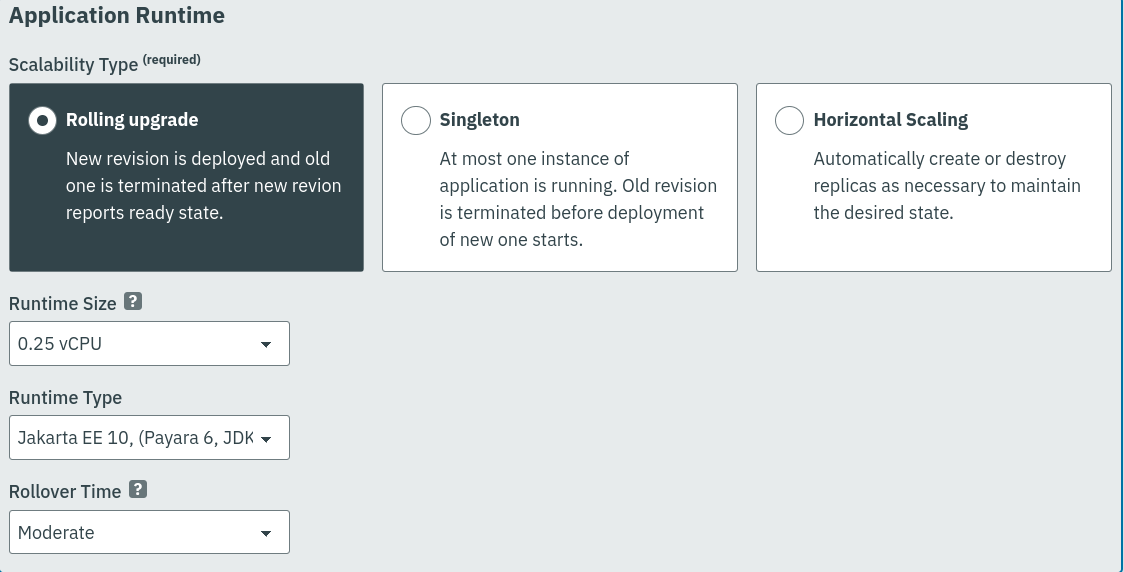 Application Runtime
Scalability Type (required)
Rolling upgrade
New revision is deployed and old
one is terminated after new revion
reports ready state.
Singleton
At most one instance of
application is running. Old revision
is terminated before deployment
of new one starts.
Horizontal Scaling
Automatically create or destroy
replicas as necessary to maintain
the desired state.
Runtime Size ?
0.25 vCPU
Runtime Type
Jakarta EE 10, (Payara 6, JDK
Rollover Time ?
Moderate